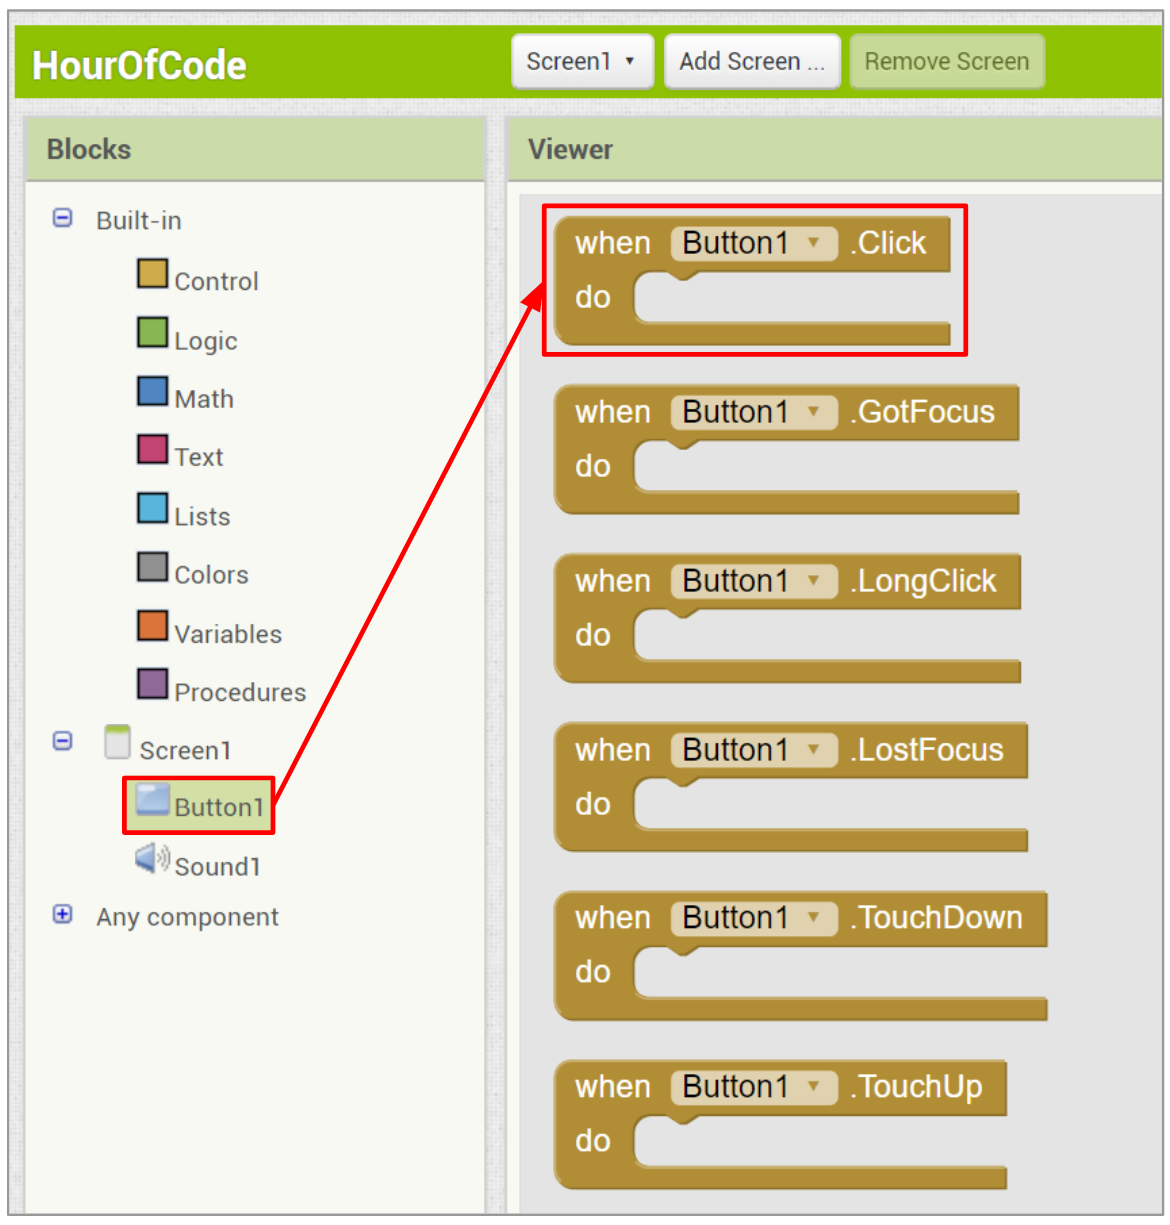 HourOfCode
Screen1
Add Screen ...
Remove Screen
Blocks
Built-in
Control
Logic
Math
Text
Lists
Colors
Variables
Procedures
Screen1
Button1
Sound1
Any component
Viewer
when Button1 .Click
do
when Button1 .GotFocus
do
when Button1 .LongClick
do
when Button1 .LostFocus
do
when Button1 .TouchDown
do
when Button1 .TouchUp
do